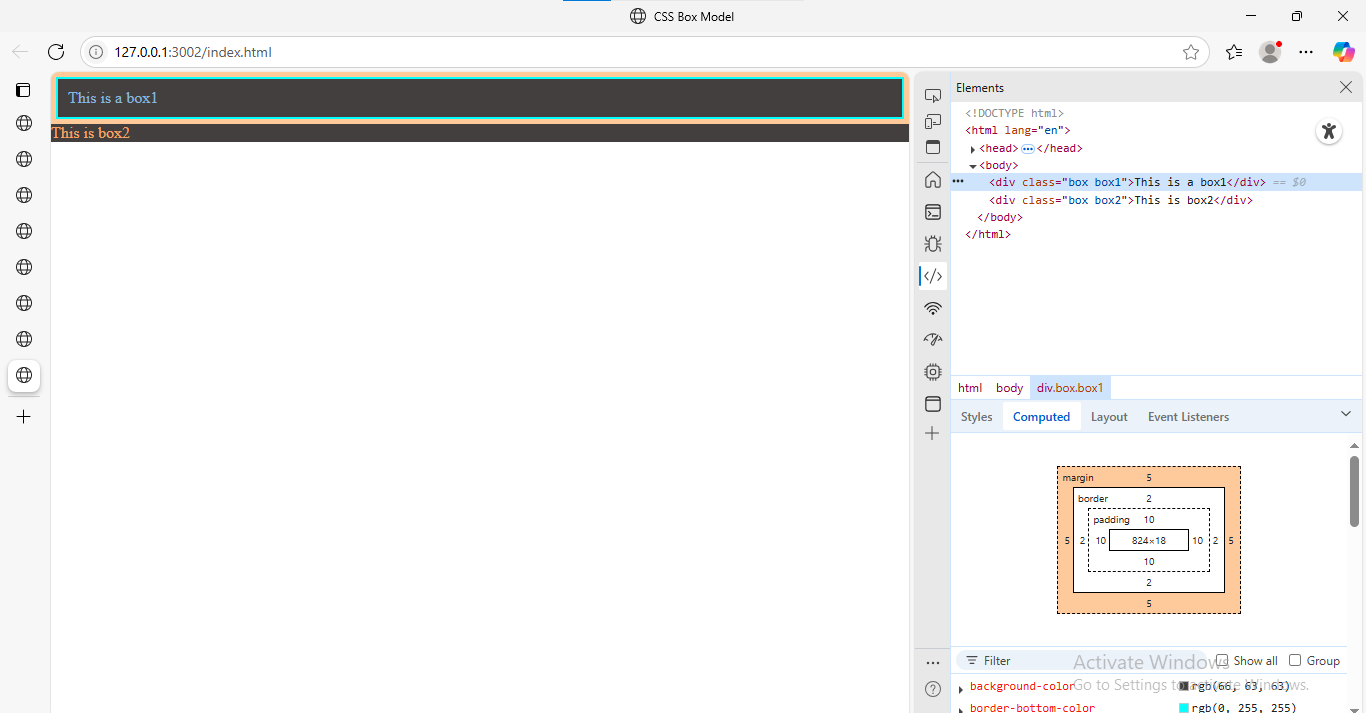 CSS Box Model
127.0.0.1:3002/index.html
This is a box1
This is box2
Elements
<!DOCTYPE html>
<html lang="en">
<head> ••• </head>
<body>
••• <div class="box box1">This is a box1</div> == $0
<div class="box box2">This is box2</div>
</body>
</html>
html body div.box.box1
Styles Computed Layout Event Listeners
margin 5
border 2
padding 10
5 2 10 824×18 10 2 5
10
2
5
Filter Show all Group
Activate Windows
background-color rgb(66, 63, 63)
Go to Settings to activate Windows.
border-bottom-color rgb(0, 255, 255)